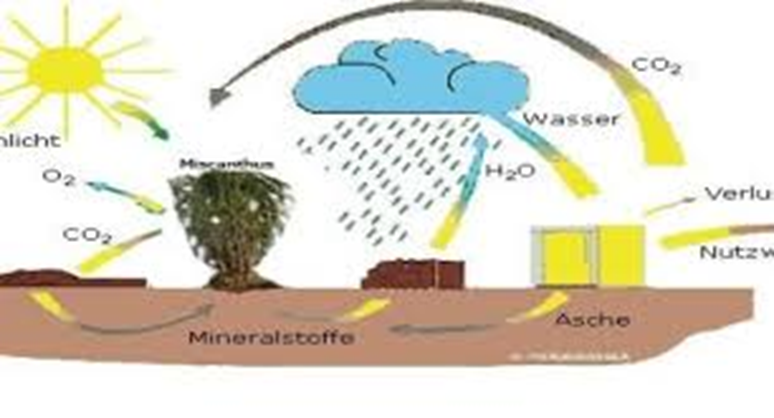 CO₂
Wasser
nlicht
Miscanthus
O₂
H₂O
Verlu
CO₂
Nutzw
Asche
Mineralstoffe